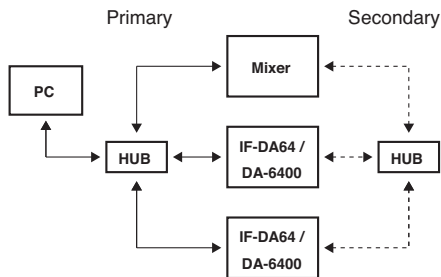 Primary
Secondary
Mixer
PC
HUB
IF-DA64 /
DA-6400
HUB
IF-DA64 /
DA-6400